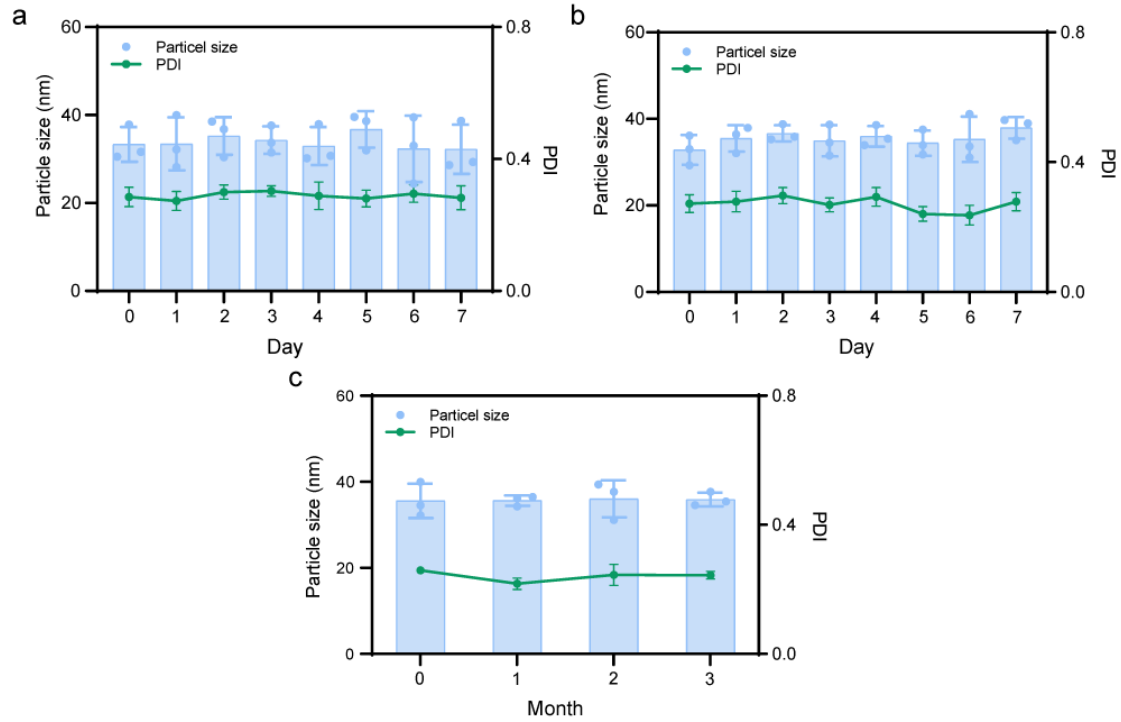 a
60
40
20
0
Particle size (nm)
Particel size
PDI
0.8
0.4
0.0
PDI
0 1 2 3 4 5 6 7
Day
b
60
40
20
0
Particle size (nm)
Particel size
PDI
0.8
0.4
0.0
PDI
0 1 2 3 4 5 6 7
Day
c
60
40
20
0
Particle size (nm)
Particel size
PDI
0.8
0.4
0.0
PDI
0 1 2 3
Month